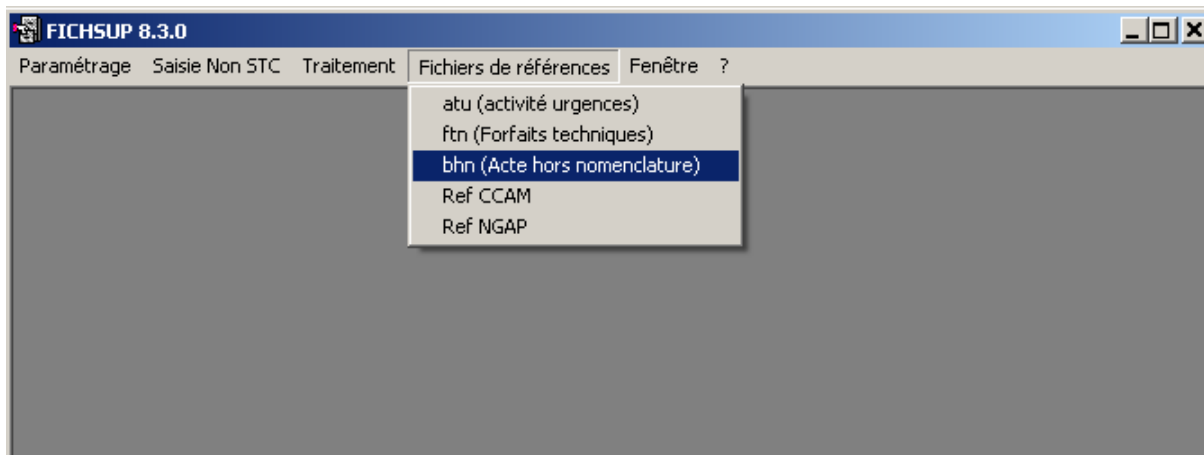 FICHSUP 8.3.0
Paramétrage Saisie Non STC Traitement Fichiers de références Fenêtre ?
atu (activité urgences)
ftn (Forfaits techniques)
bhn (Acte hors nomenclature)
Ref CCAM
Ref NGAP